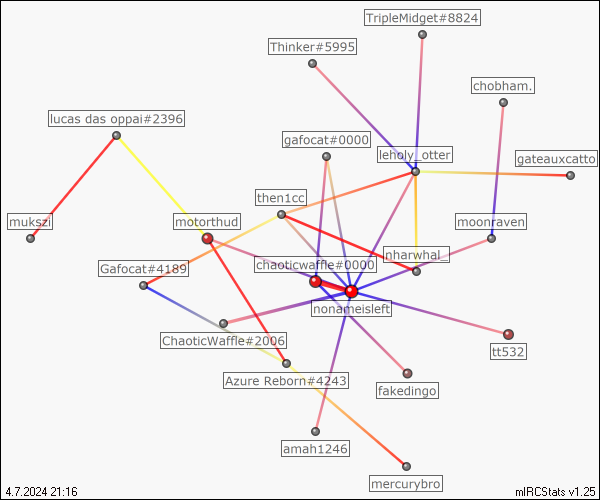 TripleMidget#8824
Thinker#5995
chobham.
lucas das oppai#2396
gafocat#0000
leholy_otter
gateauxcatto
then1cc
mukszi
motorthud
moonraven
nharwhal_
chaoticwaffle#0000
Gafocat#4189
nonameisleft
ChaoticWaffle#2006
tt532
Azure Reborn#4243
fakedingo
amah1246
mercurybro
4.7.2024 21:16
mIRCStats v1.25